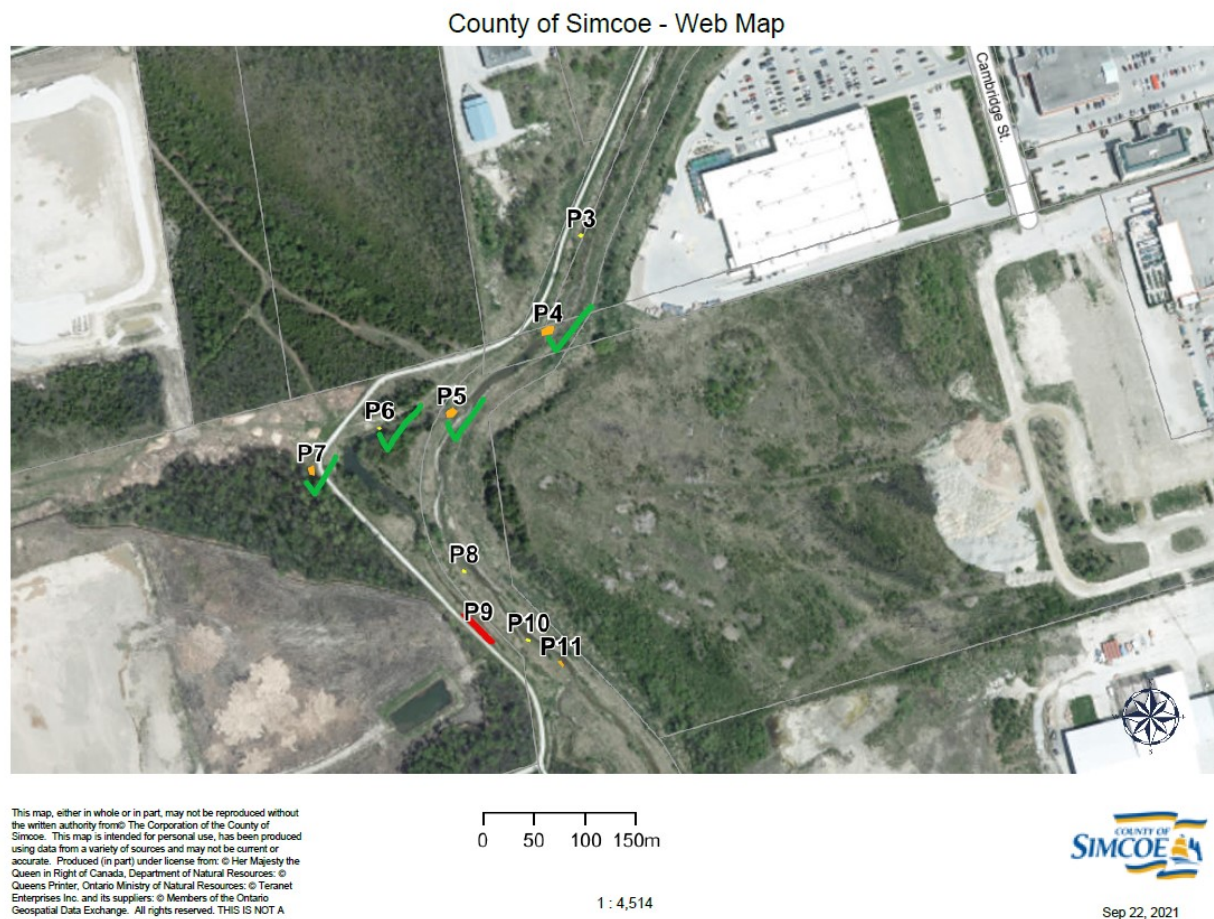 County of Simcoe - Web Map
Cambridge St.
P3
P4
P5
P6
P7
P8
P9
P10
P11
S
This map, either in whole or in part, may not be reproduced without
the written authority from© The Corporation of the County of
Simcoe. This map is intended for personal use, has been produced
using data from a variety of sources and may not be current or
accurate. Produced (in part) under license from: © Her Majesty the
Queen in Right of Canada, Department of Natural Resources: ©
Queens Printer, Ontario Ministry of Natural Resources: © Teranet
Enterprises Inc. and its suppliers: © Members of the Ontario
Geospatial Data Exchange. All rights reserved. THIS IS NOT A
0 50 100 150m
1 : 4,514
COUNTY OF
SIMCOE
Sep 22, 2021